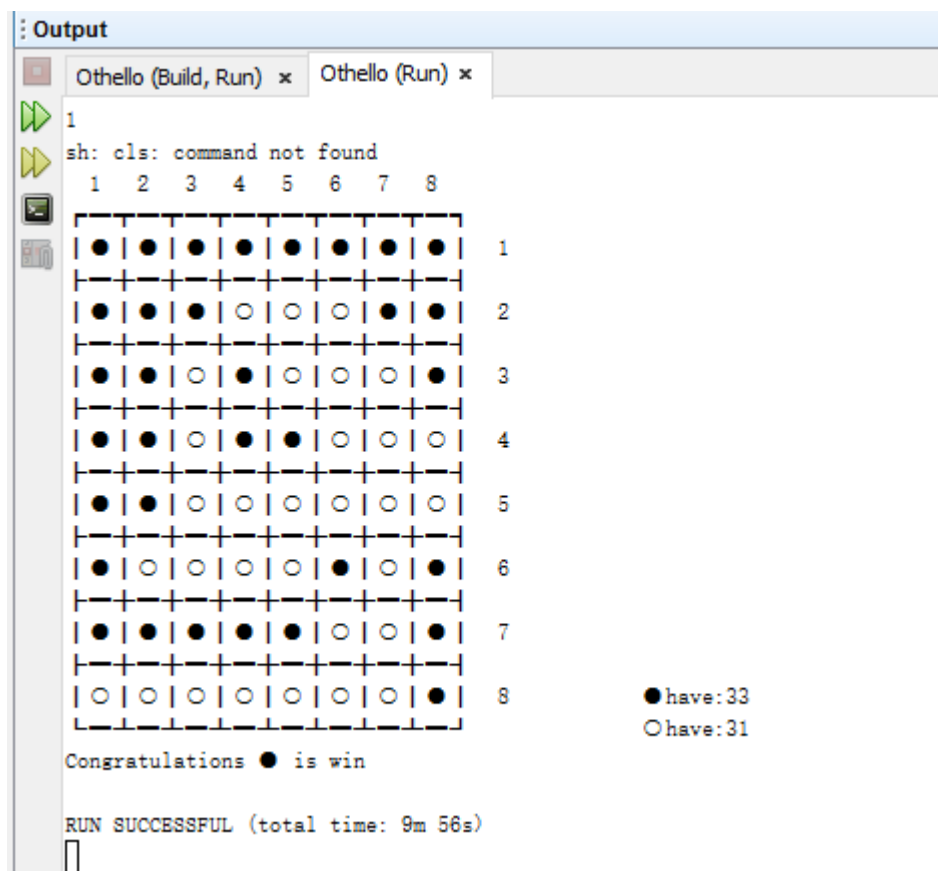 Output
Othello (Build, Run) × Othello (Run) ×
1
sh: cls: command not found
1 2 3 4 5 6 7 8
┌─┬─┬─┬─┬─┬─┬─┬─┐
|●|●|●|●|●|●|●|●| 1
├─┼─┼─┼─┼─┼─┼─┼─┤
|●|●|●|○|○|○|●|●| 2
├─┼─┼─┼─┼─┼─┼─┼─┤
|●|●|○|●|○|○|○|●| 3
├─┼─┼─┼─┼─┼─┼─┼─┤
|●|●|○|●|●|○|○|○| 4
├─┼─┼─┼─┼─┼─┼─┼─┤
|●|●|○|○|○|○|○|○| 5
├─┼─┼─┼─┼─┼─┼─┼─┤
|●|○|○|○|○|●|○|●| 6
├─┼─┼─┼─┼─┼─┼─┼─┤
|●|●|●|●|●|○|○|●| 7
├─┼─┼─┼─┼─┼─┼─┼─┤
|○|○|○|○|○|○|○|●| 8 ●have:33
└─┴─┴─┴─┴─┴─┴─┴─┘ ○have:31
Congratulations ● is win
RUN SUCCESSFUL (total time: 9m 56s)